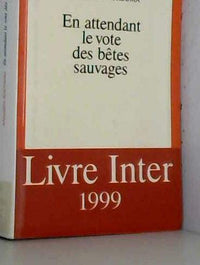 En attendant
le vote
des bêtes
sauvages
Livre Inter
1999